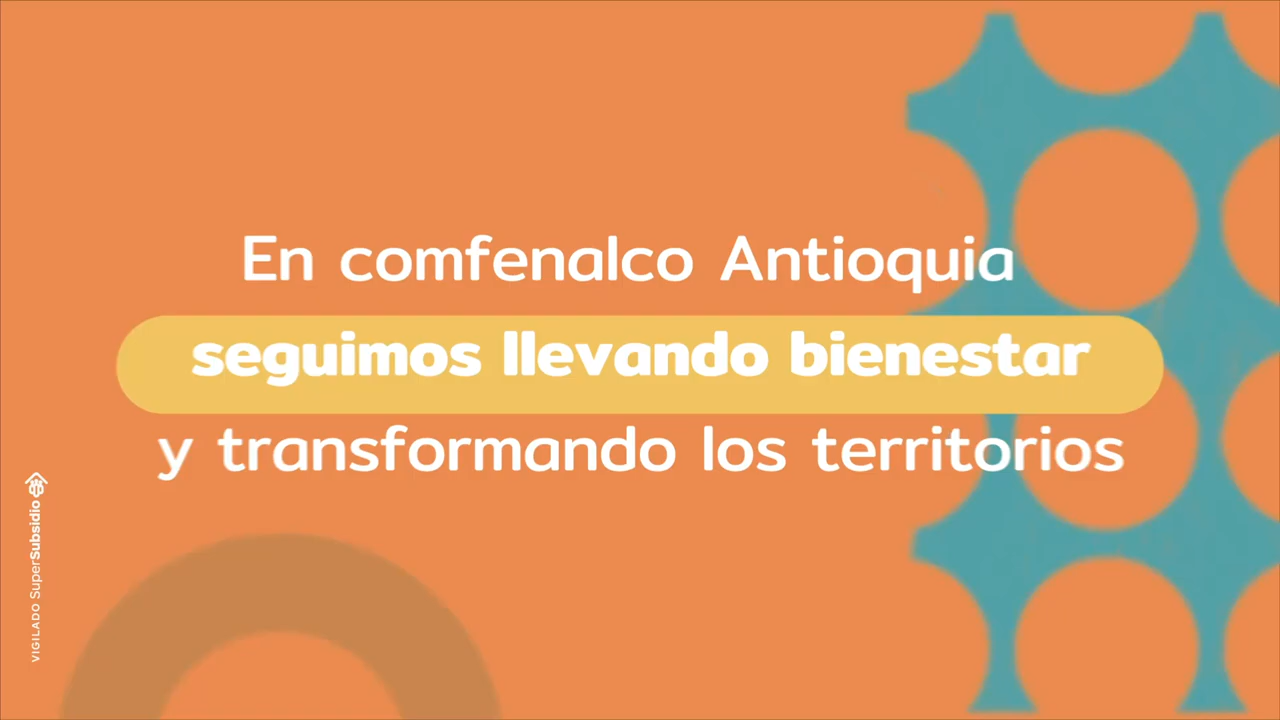 En comfenalco Antioquia
seguimos llevando bienestar
y transformando los territorios
VIGILADO SuperSubsidio